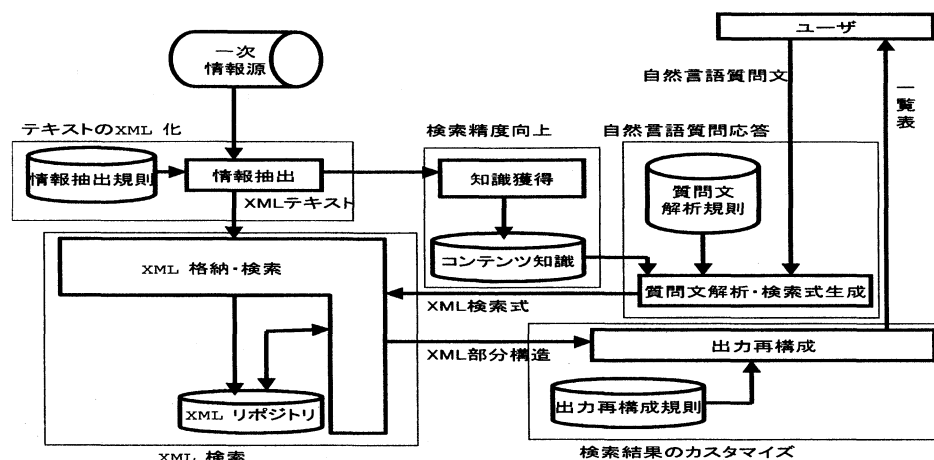 ユーザ
一次
情報源
自然言語質問文
一覧表
テキストのXML 化
検索精度向上
自然言語質問応答
情報抽出規則
情報抽出
知識獲得
質問文
解析規則
XMLテキスト
XML 格納・検索
コンテンツ知識
質問文解析・検索式生成
XML検索式
XML部分構造
出力再構成
XML リポジトリ
出力再構成規則
XML 検索
検索結果のカスタマイズ